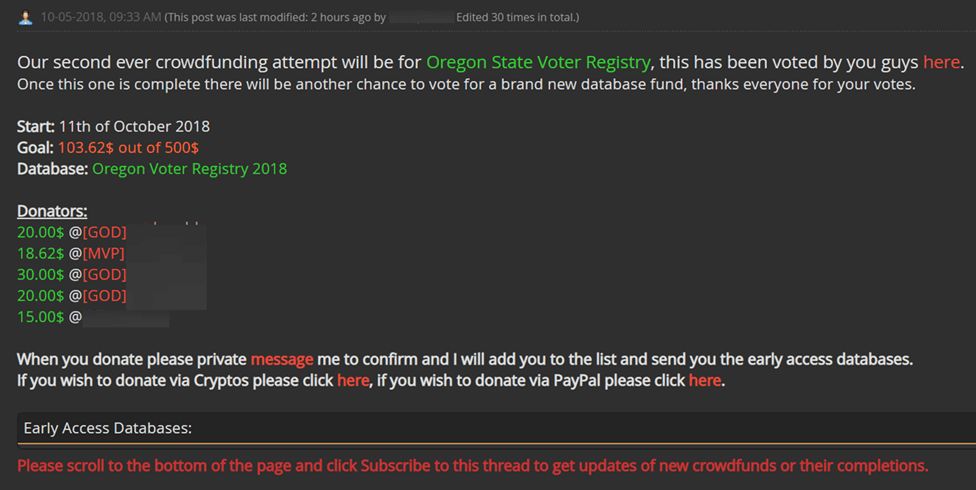 10-05-2018, 09:33 AM (This post was last modified: 2 hours ago by Edited 30 times in total.)
Our second ever crowdfunding attempt will be for Oregon State Voter Registry, this has been voted by you guys here.
Once this one is complete there will be another chance to vote for a brand new database fund, thanks everyone for your votes.
Start: 11th of October 2018
Goal: 103.62$ out of 500$
Database: Oregon Voter Registry 2018
Donators:
20.00$ @[GOD]
18.62$ @[MVP]
30.00$ @[GOD]
20.00$ @[GOD]
15.00$ @
When you donate please private message me to confirm and I will add you to the list and send you the early access databases.
If you wish to donate via Cryptos please click here, if you wish to donate via PayPal please click here.
Early Access Databases:
Please scroll to the bottom of the page and click Subscribe to this thread to get updates of new crowdfunds or their completions.